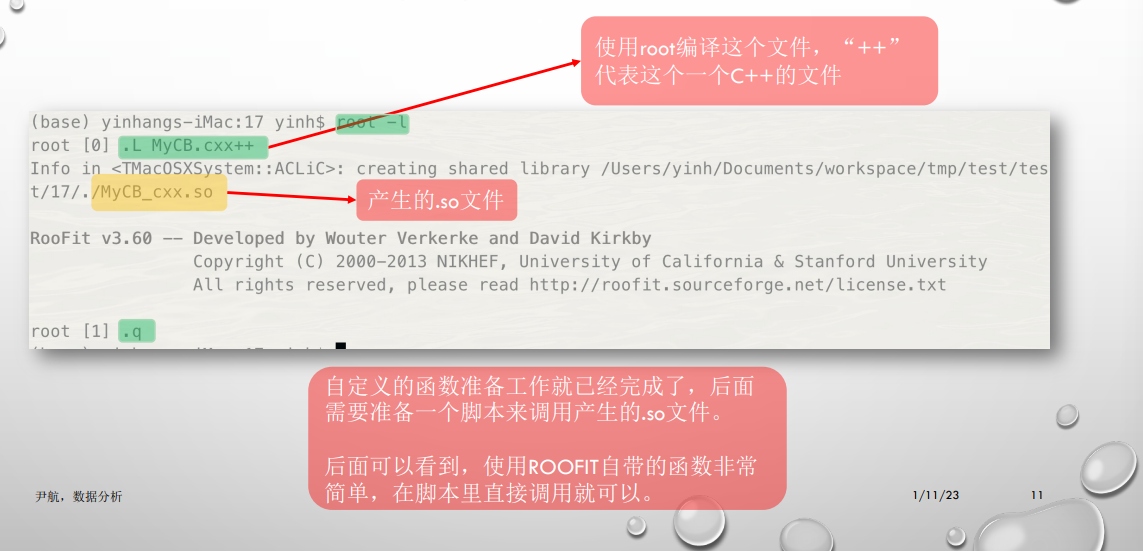 使用root编译这个文件，“++”
代表这个一个C++的文件
(base) yinhangs-iMac:17 yinh$ root -l
root [0] .L MyCB.cxx++
Info in <TMacOSXSystem::ACLiC>: creating shared library /Users/yinh/Documents/workspace/tmp/test/tes
t/17/./MyCB_cxx.so
产生的.so文件
RooFit v3.60 -- Developed by Wouter Verkerke and David Kirkby
Copyright (C) 2000-2013 NIKHEF, University of California & Stanford University
All rights reserved, please read http://roofit.sourceforge.net/license.txt
root [1] .q
自定义的函数准备工作就已经完成了，后面
需要准备一个脚本来调用产生的.so文件。
后面可以看到，使用ROOFIT自带的函数非常
简单，在脚本里直接调用就可以。
尹航，数据分析
1/11/23
11